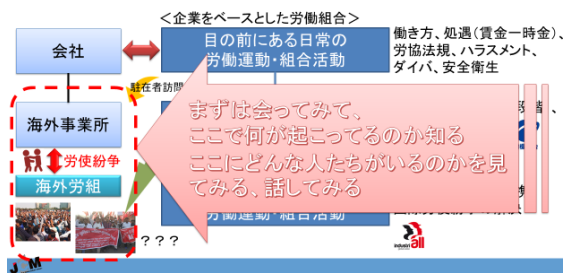 ＜企業をベースとした労働組合＞
会社
目の前にある日常の
労働運動・組合活動
働き方、処遇（賃金一時金）、
労協法規、ハラスメント、
ダイバ、安全衛生
駐在者訪問
海外事業所
労使紛争
海外労組
まずは会ってみて、
ここで何が起こってるのか知る
ここにどんな人たちがいるのかを見
てみる、話してみる
労働運動・組合活動
？？？
industri
all
JCM